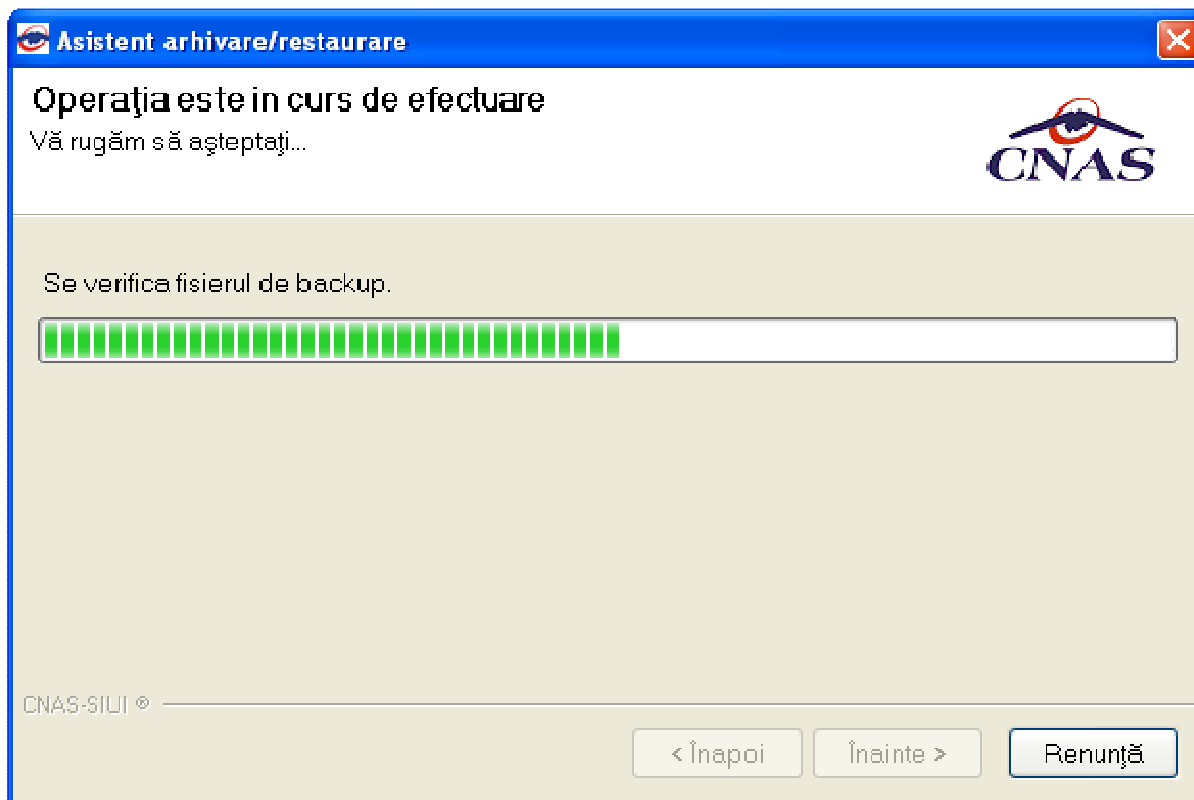 Asistent arhivare/restaurare
Operaţia este in curs de efectuare
Vă rugăm să aşteptaţi...
CNAS
Se verifica fisierul de backup.
CNAS-SIUI ®
< Înapoi
Înainte >
Renunţă